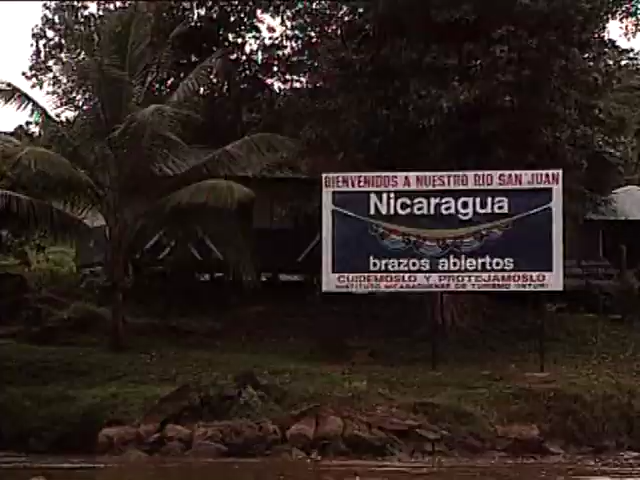 BIENVENIDOS A NUESTRO RIO SAN JUAN
Nicaragua
brazos abiertos
CUIDEMOSLO Y PROTEJAMOSLO
INSTITUTO NICARAGUENSE DE TURISMO (INTUR)